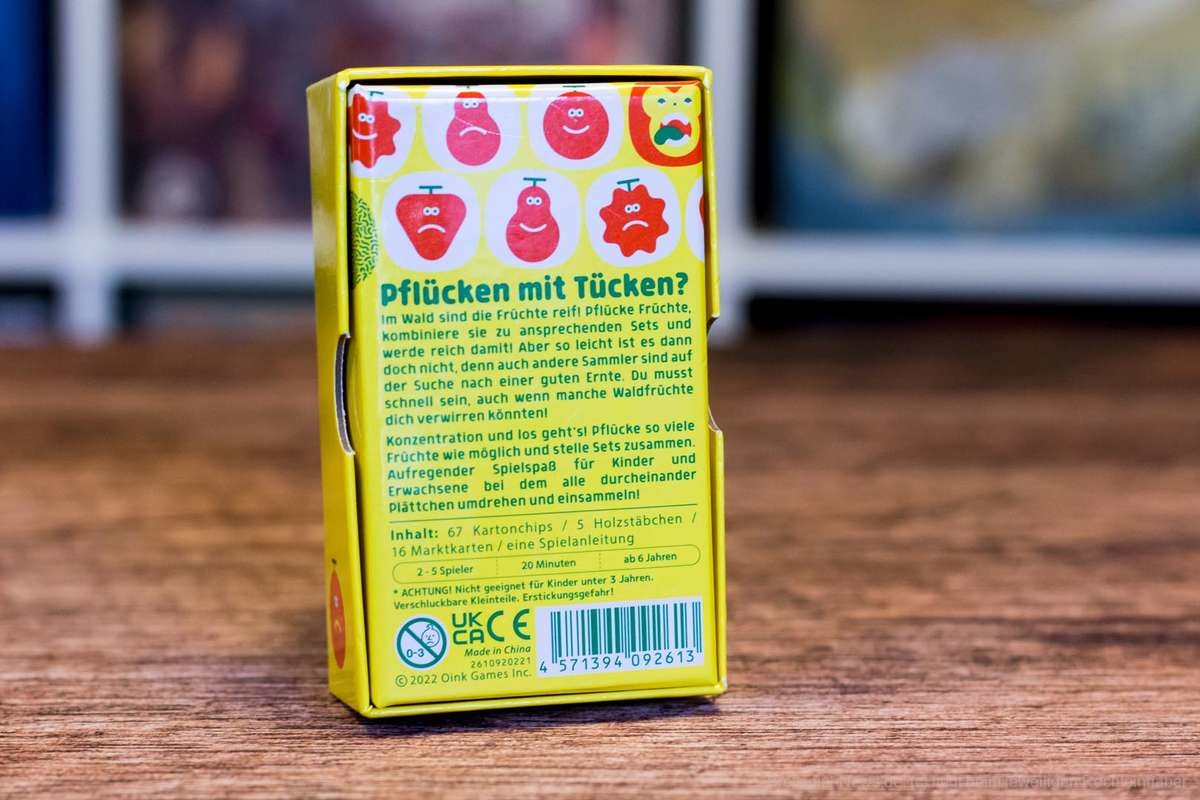 Pflücken mit Tücken?
Im Wald sind die Früchte reif! Pflücke Früchte,
kombiniere sie zu ansprechenden Sets und
werde reich damit! Aber so leicht ist es dann
doch nicht, denn auch andere Sammler sind auf
der Suche nach einer guten Ernte. Du musst
schnell sein, auch wenn manche Waldfrüchte
dich verwirren könnten!
Konzentration und los geht's! Pflücke so viele
Früchte wie möglich und stelle Sets zusammen.
Aufregender Spielspaß für Kinder und
Erwachsene bei dem alle durcheinander
Plättchen umdrehen und einsammeln!
Inhalt: 67 Kartonchips / 5 Holzstäbchen /
16 Marktkarten / eine Spielanleitung
2 - 5 Spieler 20 Minuten ab 6 Jahren
* ACHTUNG! Nicht geeignet für Kinder unter 3 Jahren.
Verschluckbare Kleinteile. Erstickungsgefahr!
0-3
UK
CA CE
Made in China
2610920221
© 2022 Oink Games Inc.
4 571394 092613
beim jeweiligen Rechteinhaber